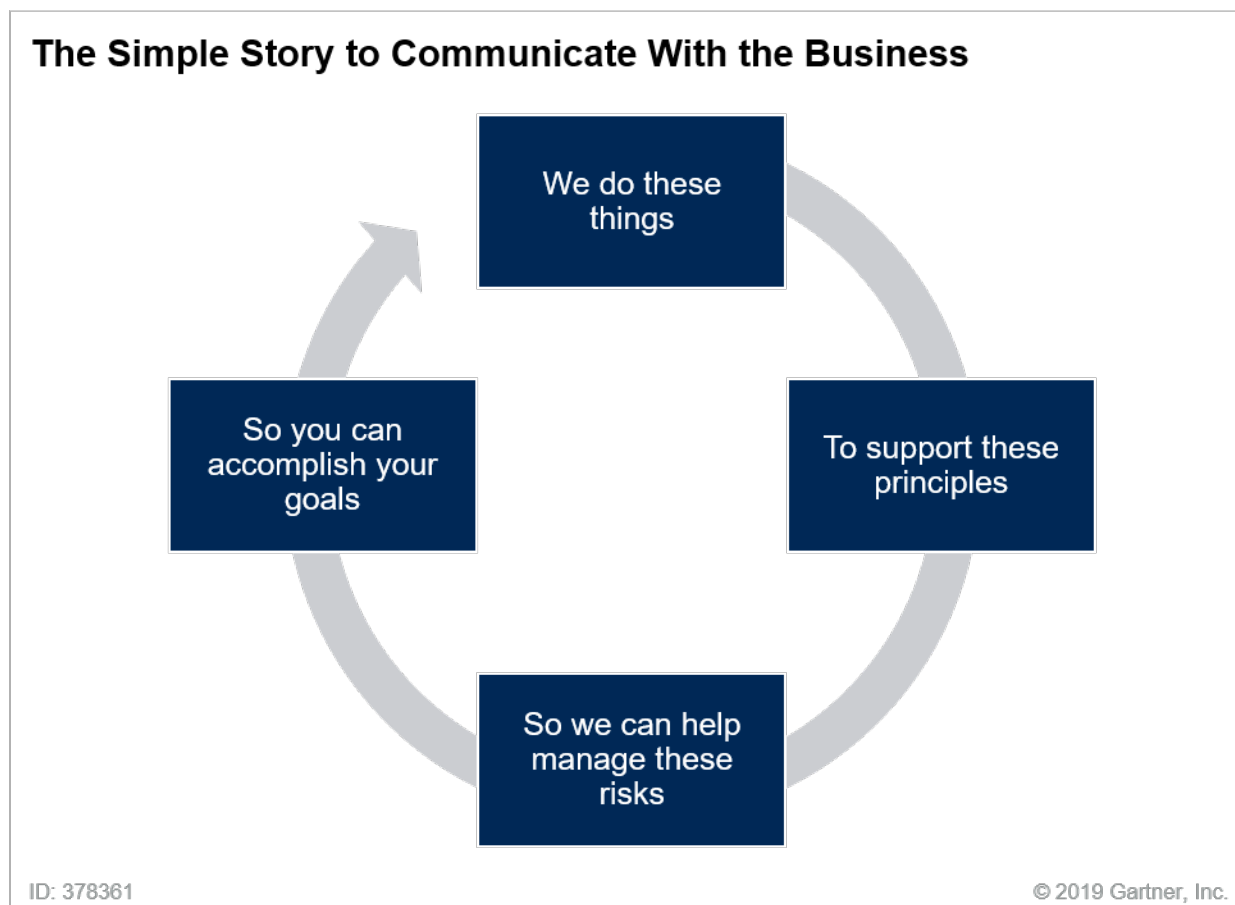 The Simple Story to Communicate With the Business
We do these
things
To support these
principles
So we can help
manage these
risks
So you can
accomplish your
goals
ID: 378361
© 2019 Gartner, Inc.